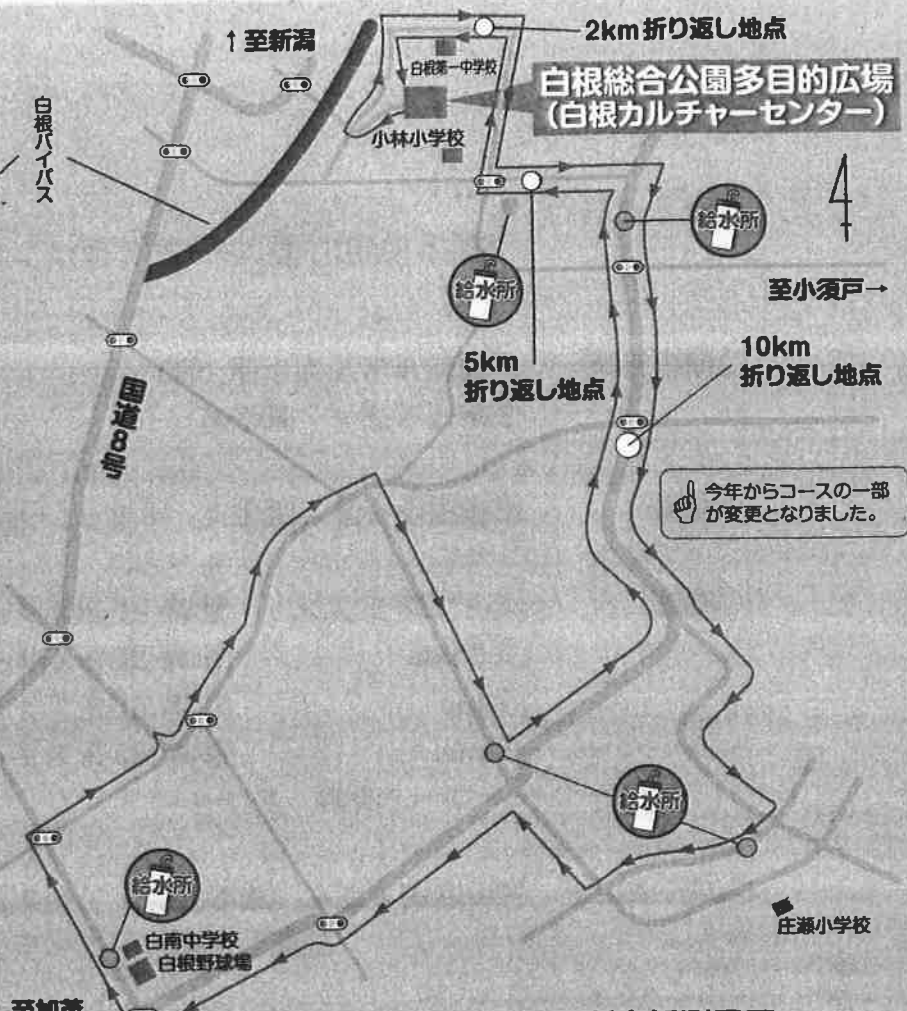 ↑至新潟
2km折り返し地点
白根第一中学校
白根総合公園多目的広場
(白根カルチャーセンター)
白根バイパス
小林小学校
給水所
給水所
至小須戸→
5km
折り返し地点
10km
折り返し地点
国道8号
今年からコースの一部
が変更となりました。
給水所
給水所
白南中学校
白根野球場
庄瀬小学校
至加茂